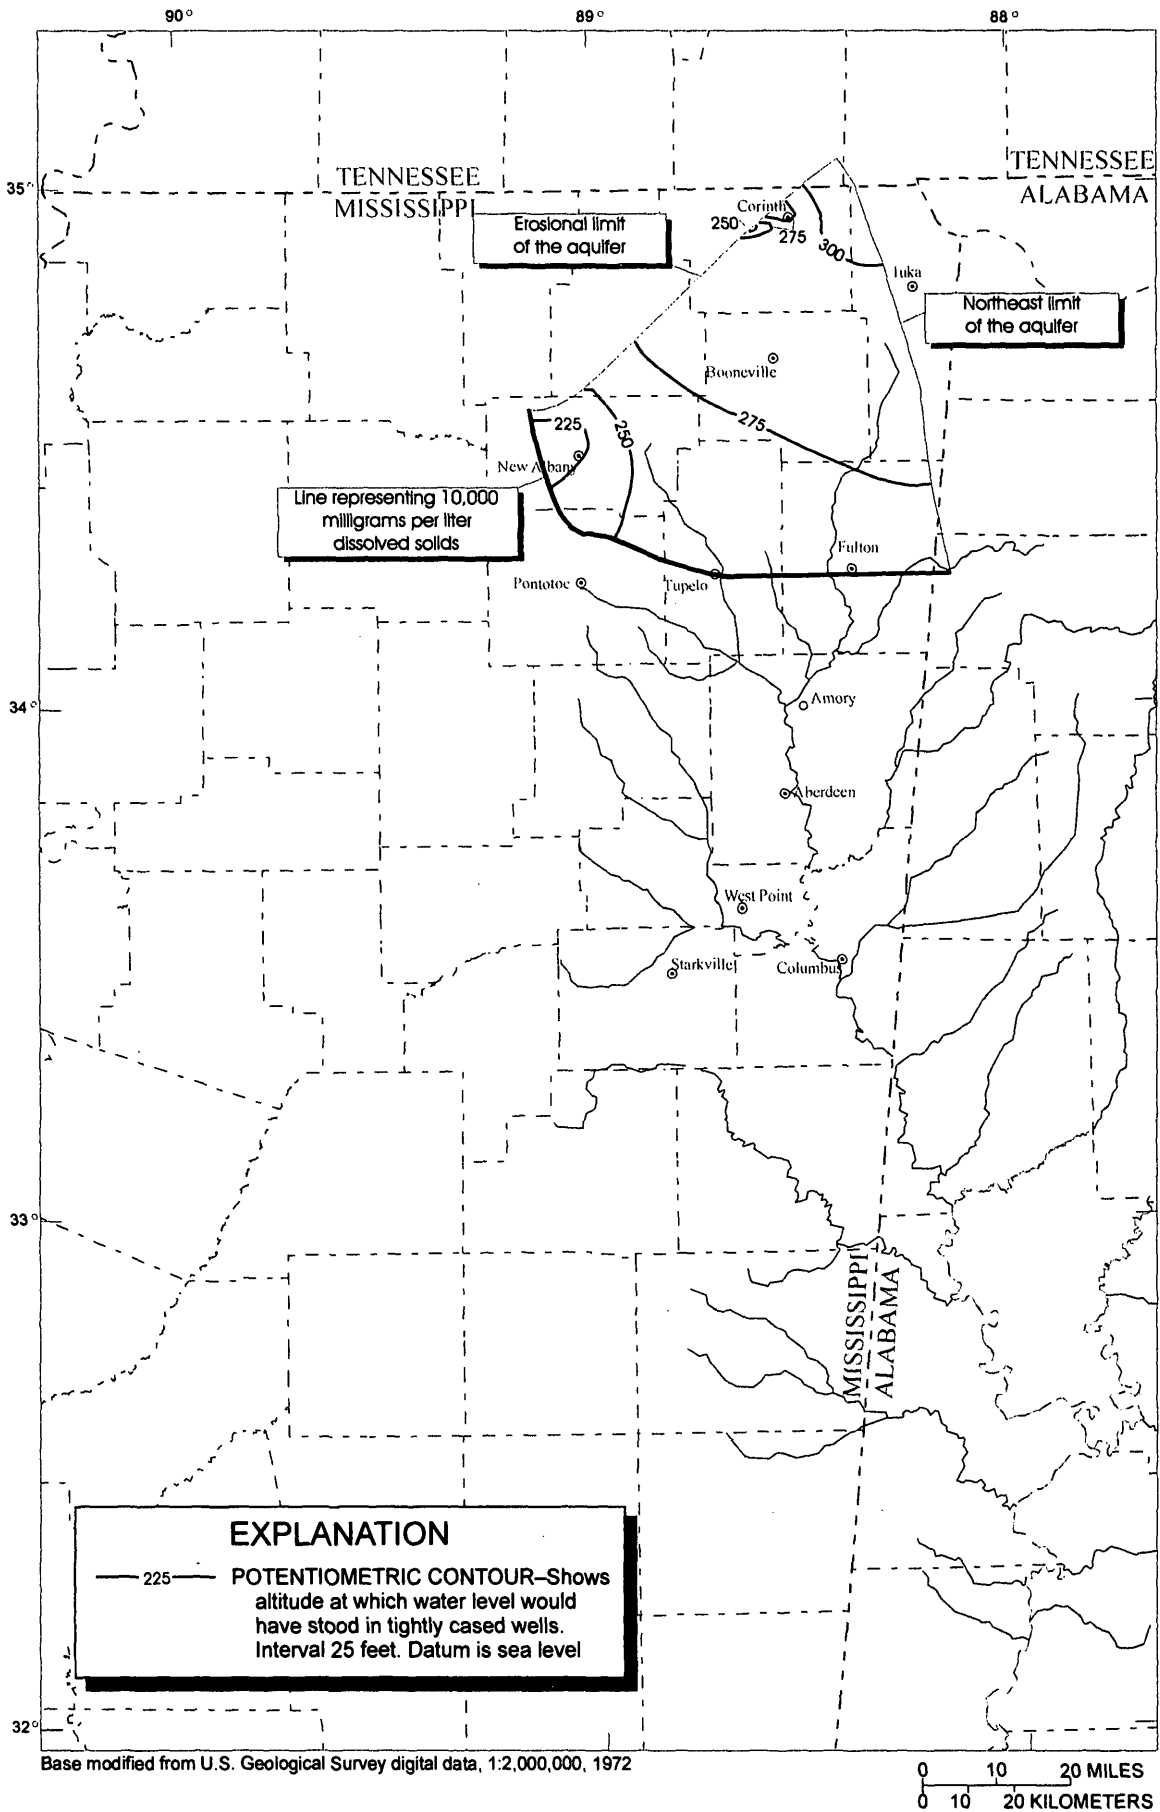 90° 89° 88°
35°
TENNESSEE
MISSISSIPPI
TENNESSEE
ALABAMA
Corinth
250
275
300
Erosional limit
of the aquifer
Iuka
Northeast limit
of the aquifer
Booneville
275
225
250
New Albany
Line representing 10,000
milligrams per liter
dissolved solids
Fulton
Pontotoc
Tupelo
34°
Amory
Aberdeen
West Point
Starkville
Columbus
33°
MISSISSIPPI
ALABAMA
EXPLANATION
225 POTENTIOMETRIC CONTOUR–Shows
altitude at which water level would
have stood in tightly cased wells.
Interval 25 feet. Datum is sea level
32°
Base modified from U.S. Geological Survey digital data, 1:2,000,000, 1972
0 10 20 MILES
0 10 20 KILOMETERS